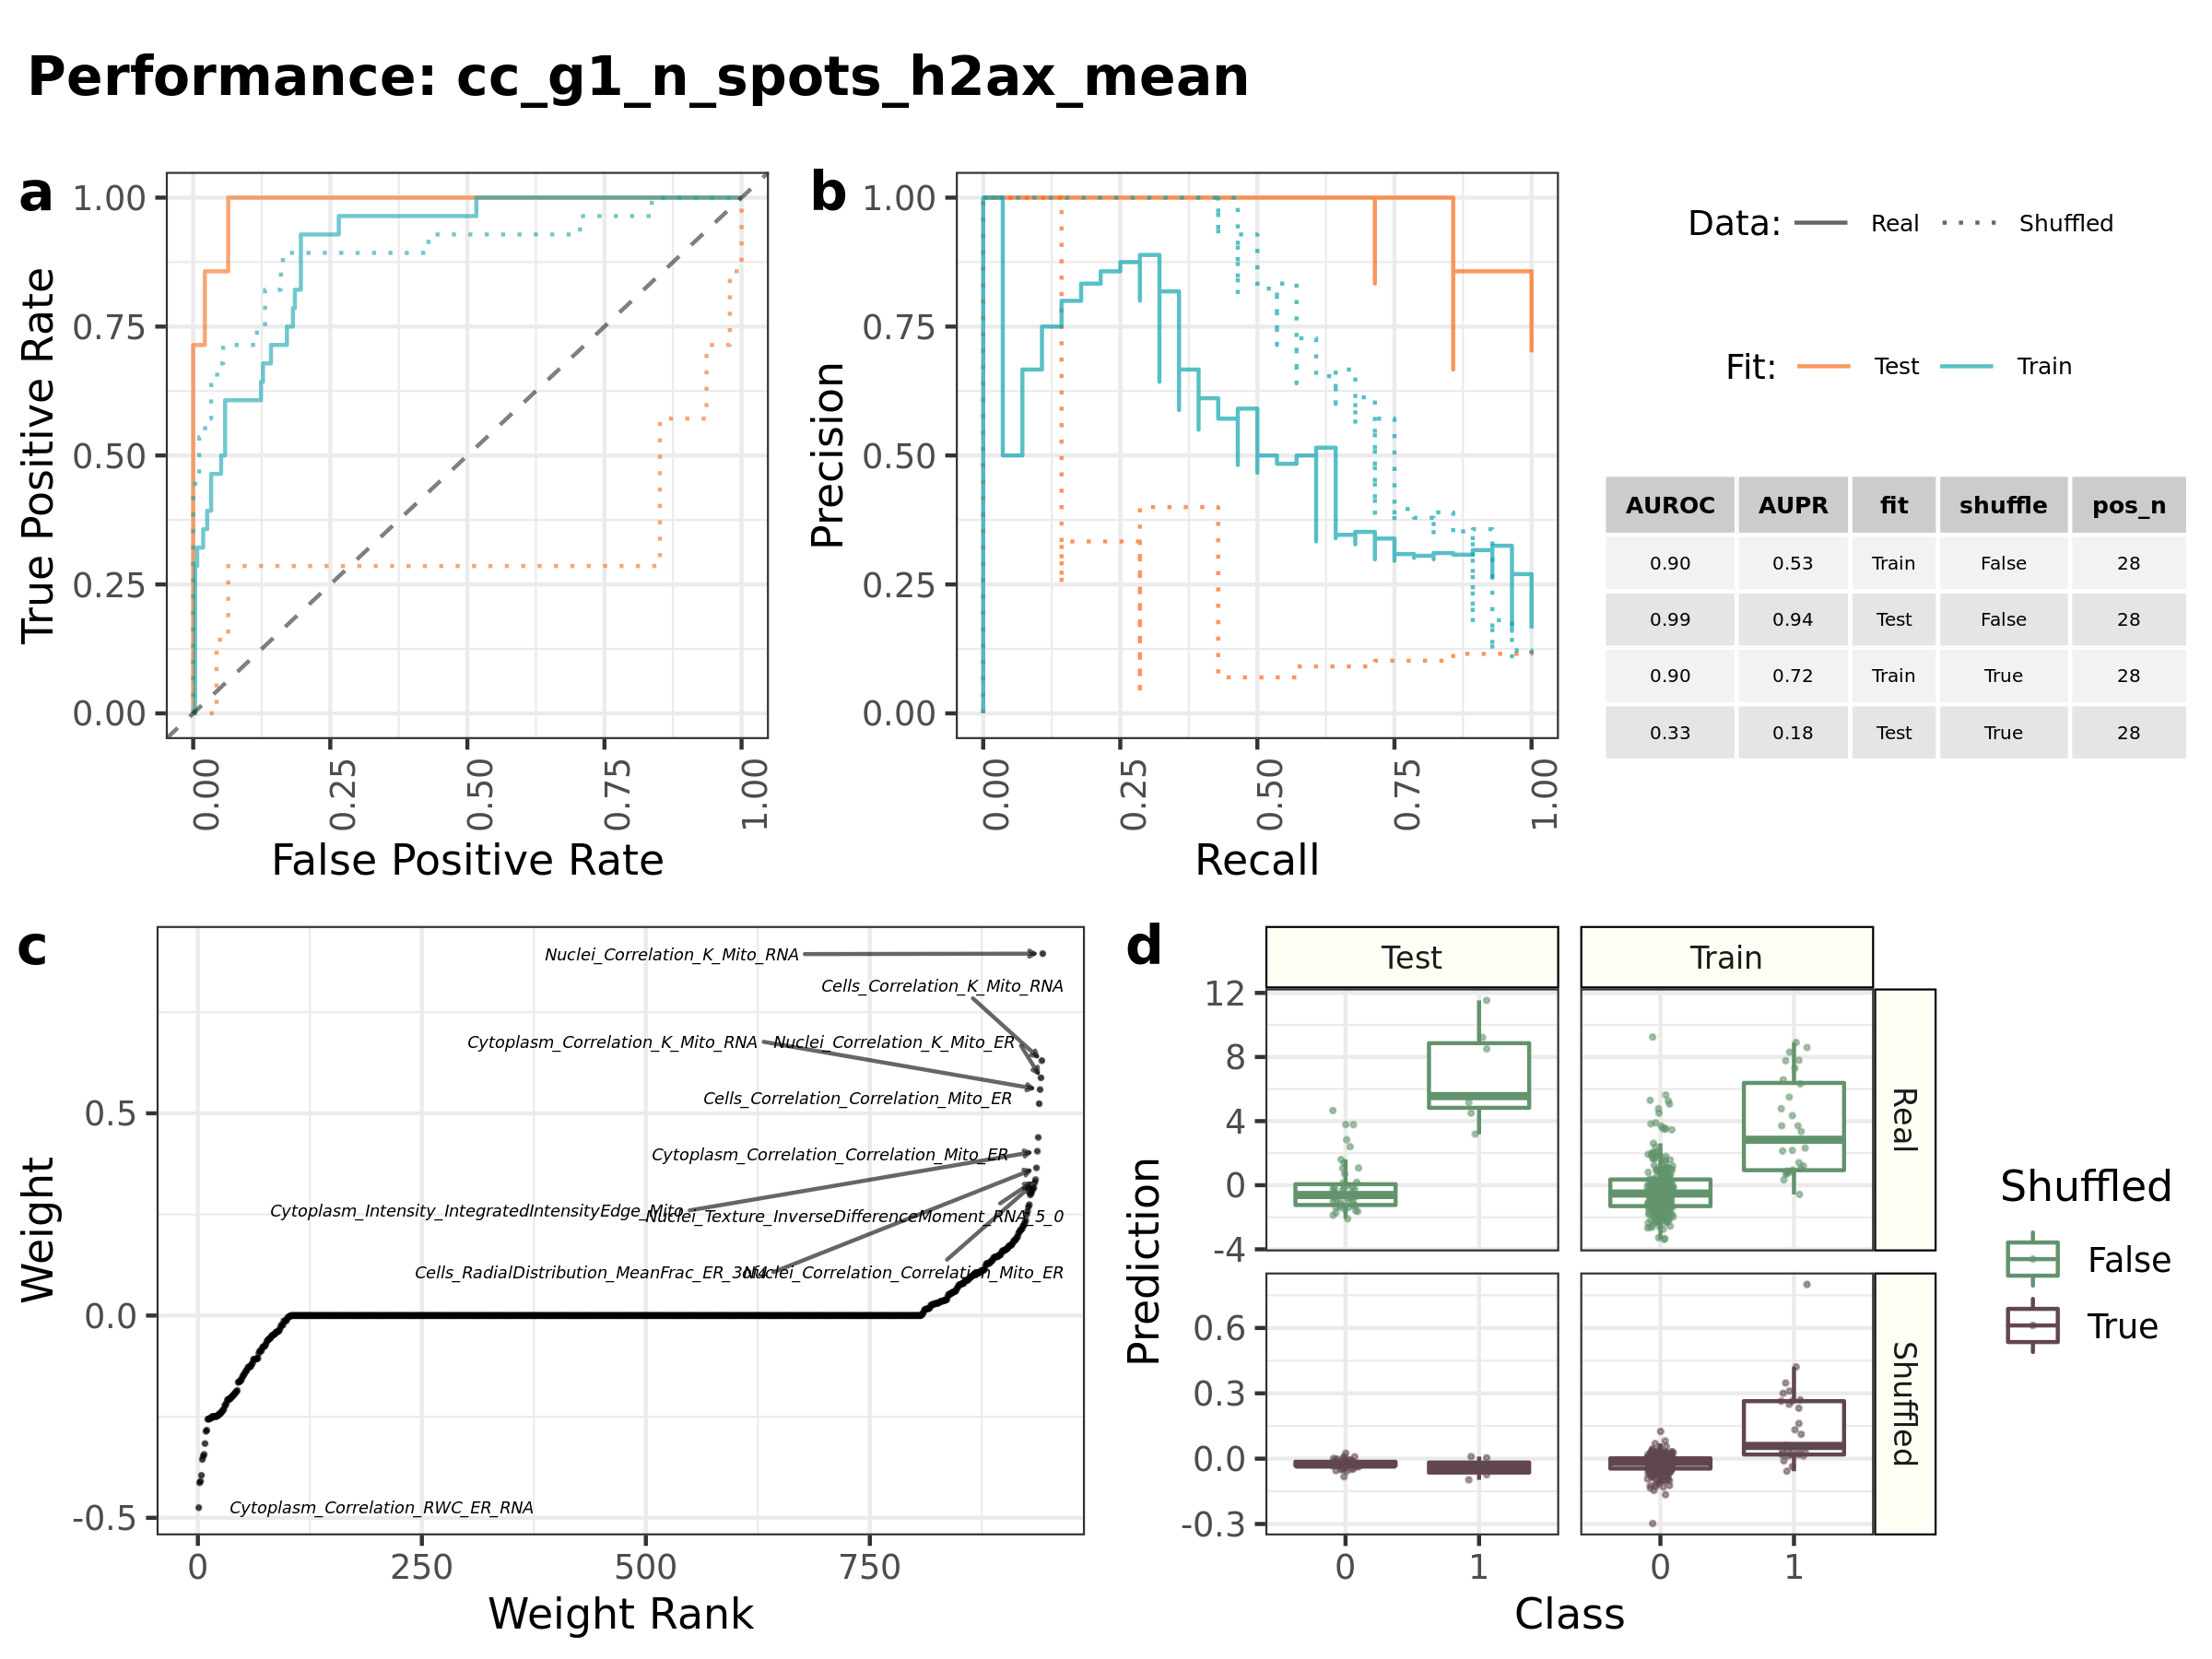 Performance: cc_g1_n_spots_h2ax_mean
a
True Positive Rate
1.00
0.75
0.50
0.25
0.00
0.00
0.25
0.50
0.75
1.00
False Positive Rate
b
Precision
1.00
0.75
0.50
0.25
0.00
0.00
0.25
0.50
0.75
1.00
Recall
Data: Real Shuffled
Fit: Test Train
AUROC AUPR fit shuffle pos_n
0.90 0.53 Train False 28
0.99 0.94 Test False 28
0.90 0.72 Train True 28
0.33 0.18 Test True 28
c
Weight
0.5
0.0
-0.5
Nuclei_Correlation_K_Mito_RNA
Cells_Correlation_K_Mito_RNA
Cytoplasm_Correlation_K_Mito_RNA
Nuclei_Correlation_K_Mito_ER
Cells_Correlation_Correlation_Mito_ER
Cytoplasm_Correlation_Correlation_Mito_ER
Cytoplasm_Intensity_IntegratedIntensityEdge_Mito
Nuclei_Texture_InverseDifferenceMoment_RNA_5_0
Cells_RadialDistribution_MeanFrac_ER_3of4
Nuclei_Correlation_Correlation_Mito_ER
Cytoplasm_Correlation_RWC_ER_RNA
0
250
500
750
Weight Rank
d
Test
Train
Prediction
12
8
4
0
-4
0.6
0.3
0.0
-0.3
Real
Shuffled
0
1
0
1
Class
Shuffled
False
True